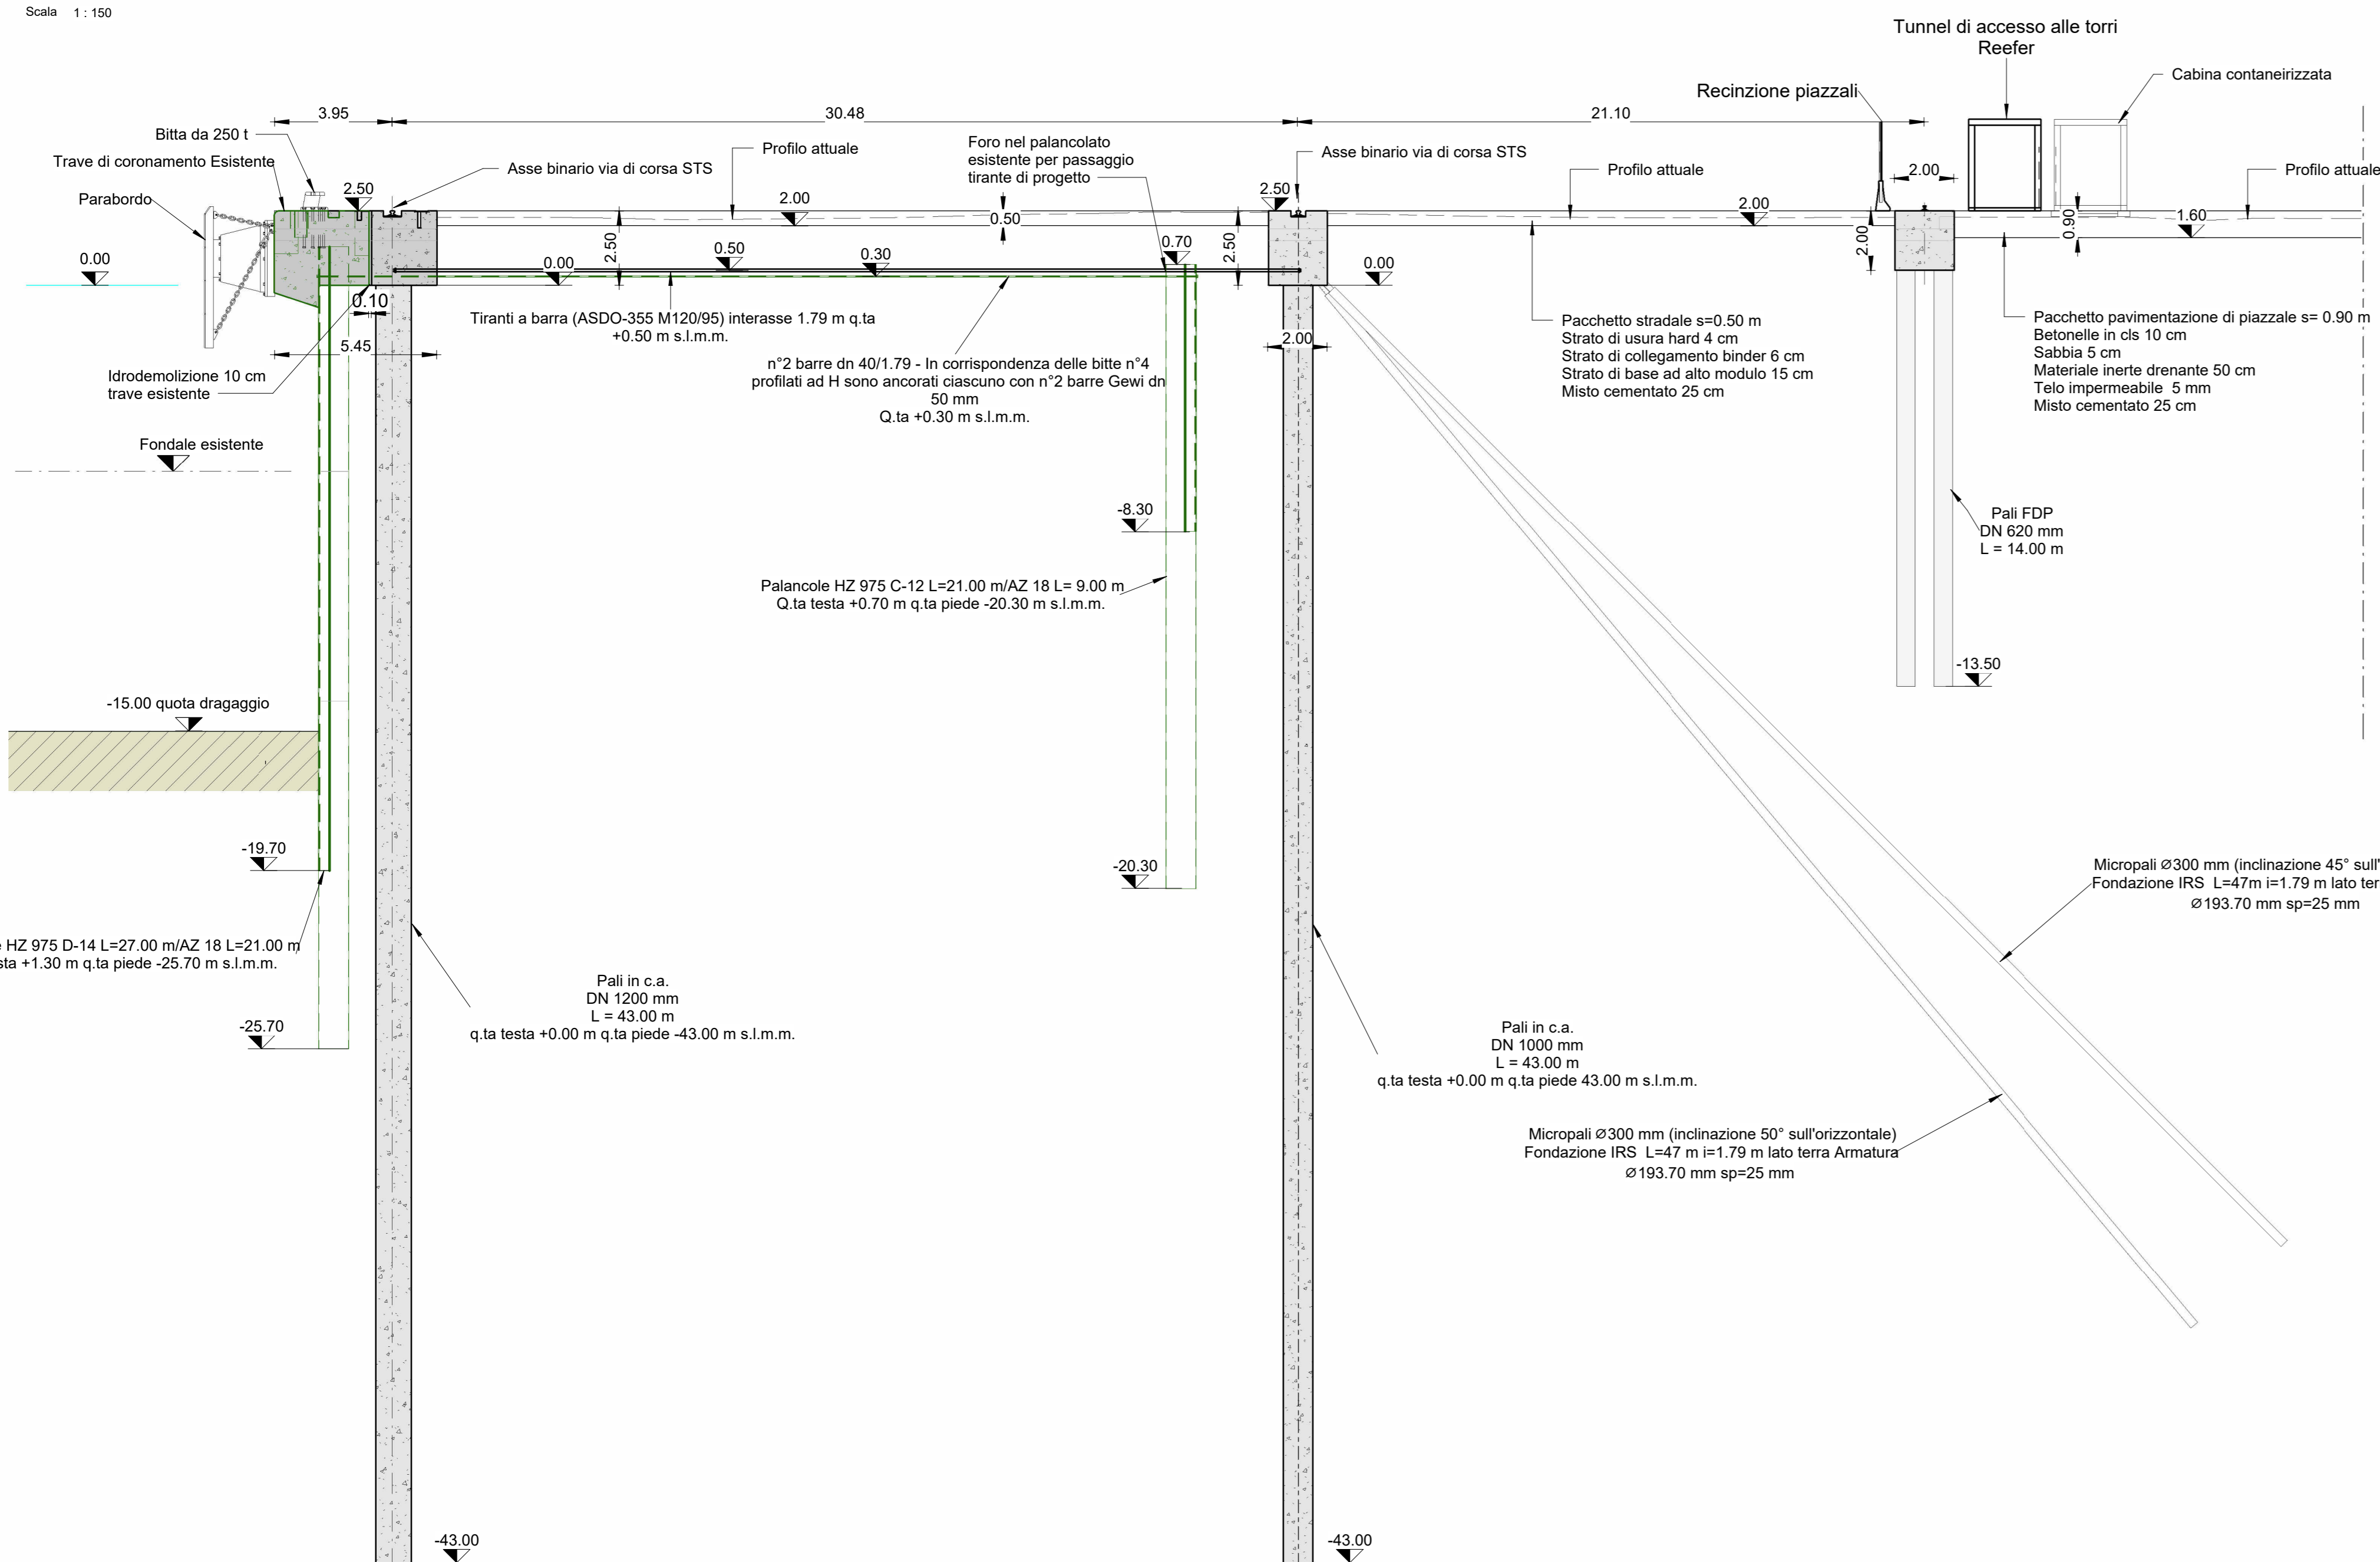 Scala 1 : 150
Tunnel di accesso alle torri
Reefer
Cabina contaneirizzata
Recinzione piazzali
3.95
30.48
21.10
Bitta da 250 t
Trave di coronamento Esistente
Parabordo
2.50
Asse binario via di corsa STS
Profilo attuale
2.00
Foro nel palancolato
esistente per passaggio
tirante di progetto
0.50
2.50
Asse binario via di corsa STS
Profilo attuale
2.00
2.00
Profilo attuale
0.90
1.60
0.00
2.50
0.50
0.00
0.30
0.70
2.50
0.00
2.00
0.10
5.45
2.00
Tiranti a barra (ASDO-355 M120/95) interasse 1.79 m q.ta
+0.50 m s.l.m.m.
n°2 barre dn 40/1.79 - In corrispondenza delle bitte n°4
profilati ad H sono ancorati ciascuno con n°2 barre Gewi dn
50 mm
Q.ta +0.30 m s.l.m.m.
Idrodemolizione 10 cm
trave esistente
Pacchetto stradale s=0.50 m
Strato di usura hard 4 cm
Strato di collegamento binder 6 cm
Strato di base ad alto modulo 15 cm
Misto cementato 25 cm
Pacchetto pavimentazione di piazzale s= 0.90 m
Betonelle in cls 10 cm
Sabbia 5 cm
Materiale inerte drenante 50 cm
Telo impermeabile 5 mm
Misto cementato 25 cm
Fondale esistente
-8.30
Pali FDP
DN 620 mm
L = 14.00 m
Palancole HZ 975 C-12 L=21.00 m/AZ 18 L= 9.00 m
Q.ta testa +0.70 m q.ta piede -20.30 m s.l.m.m.
-13.50
-15.00 quota dragaggio
-19.70
-20.30
Micropali Ø300 mm (inclinazione 45° sull'
Fondazione IRS L=47m i=1.79 m lato ter
Ø193.70 mm sp=25 mm
HZ 975 D-14 L=27.00 m/AZ 18 L=21.00 m
sta +1.30 m q.ta piede -25.70 m s.l.m.m.
-25.70
Pali in c.a.
DN 1200 mm
L = 43.00 m
q.ta testa +0.00 m q.ta piede -43.00 m s.l.m.m.
Pali in c.a.
DN 1000 mm
L = 43.00 m
q.ta testa +0.00 m q.ta piede 43.00 m s.l.m.m.
Micropali Ø300 mm (inclinazione 50° sull'orizzontale)
Fondazione IRS L=47 m i=1.79 m lato terra Armatura
Ø193.70 mm sp=25 mm
-43.00
-43.00